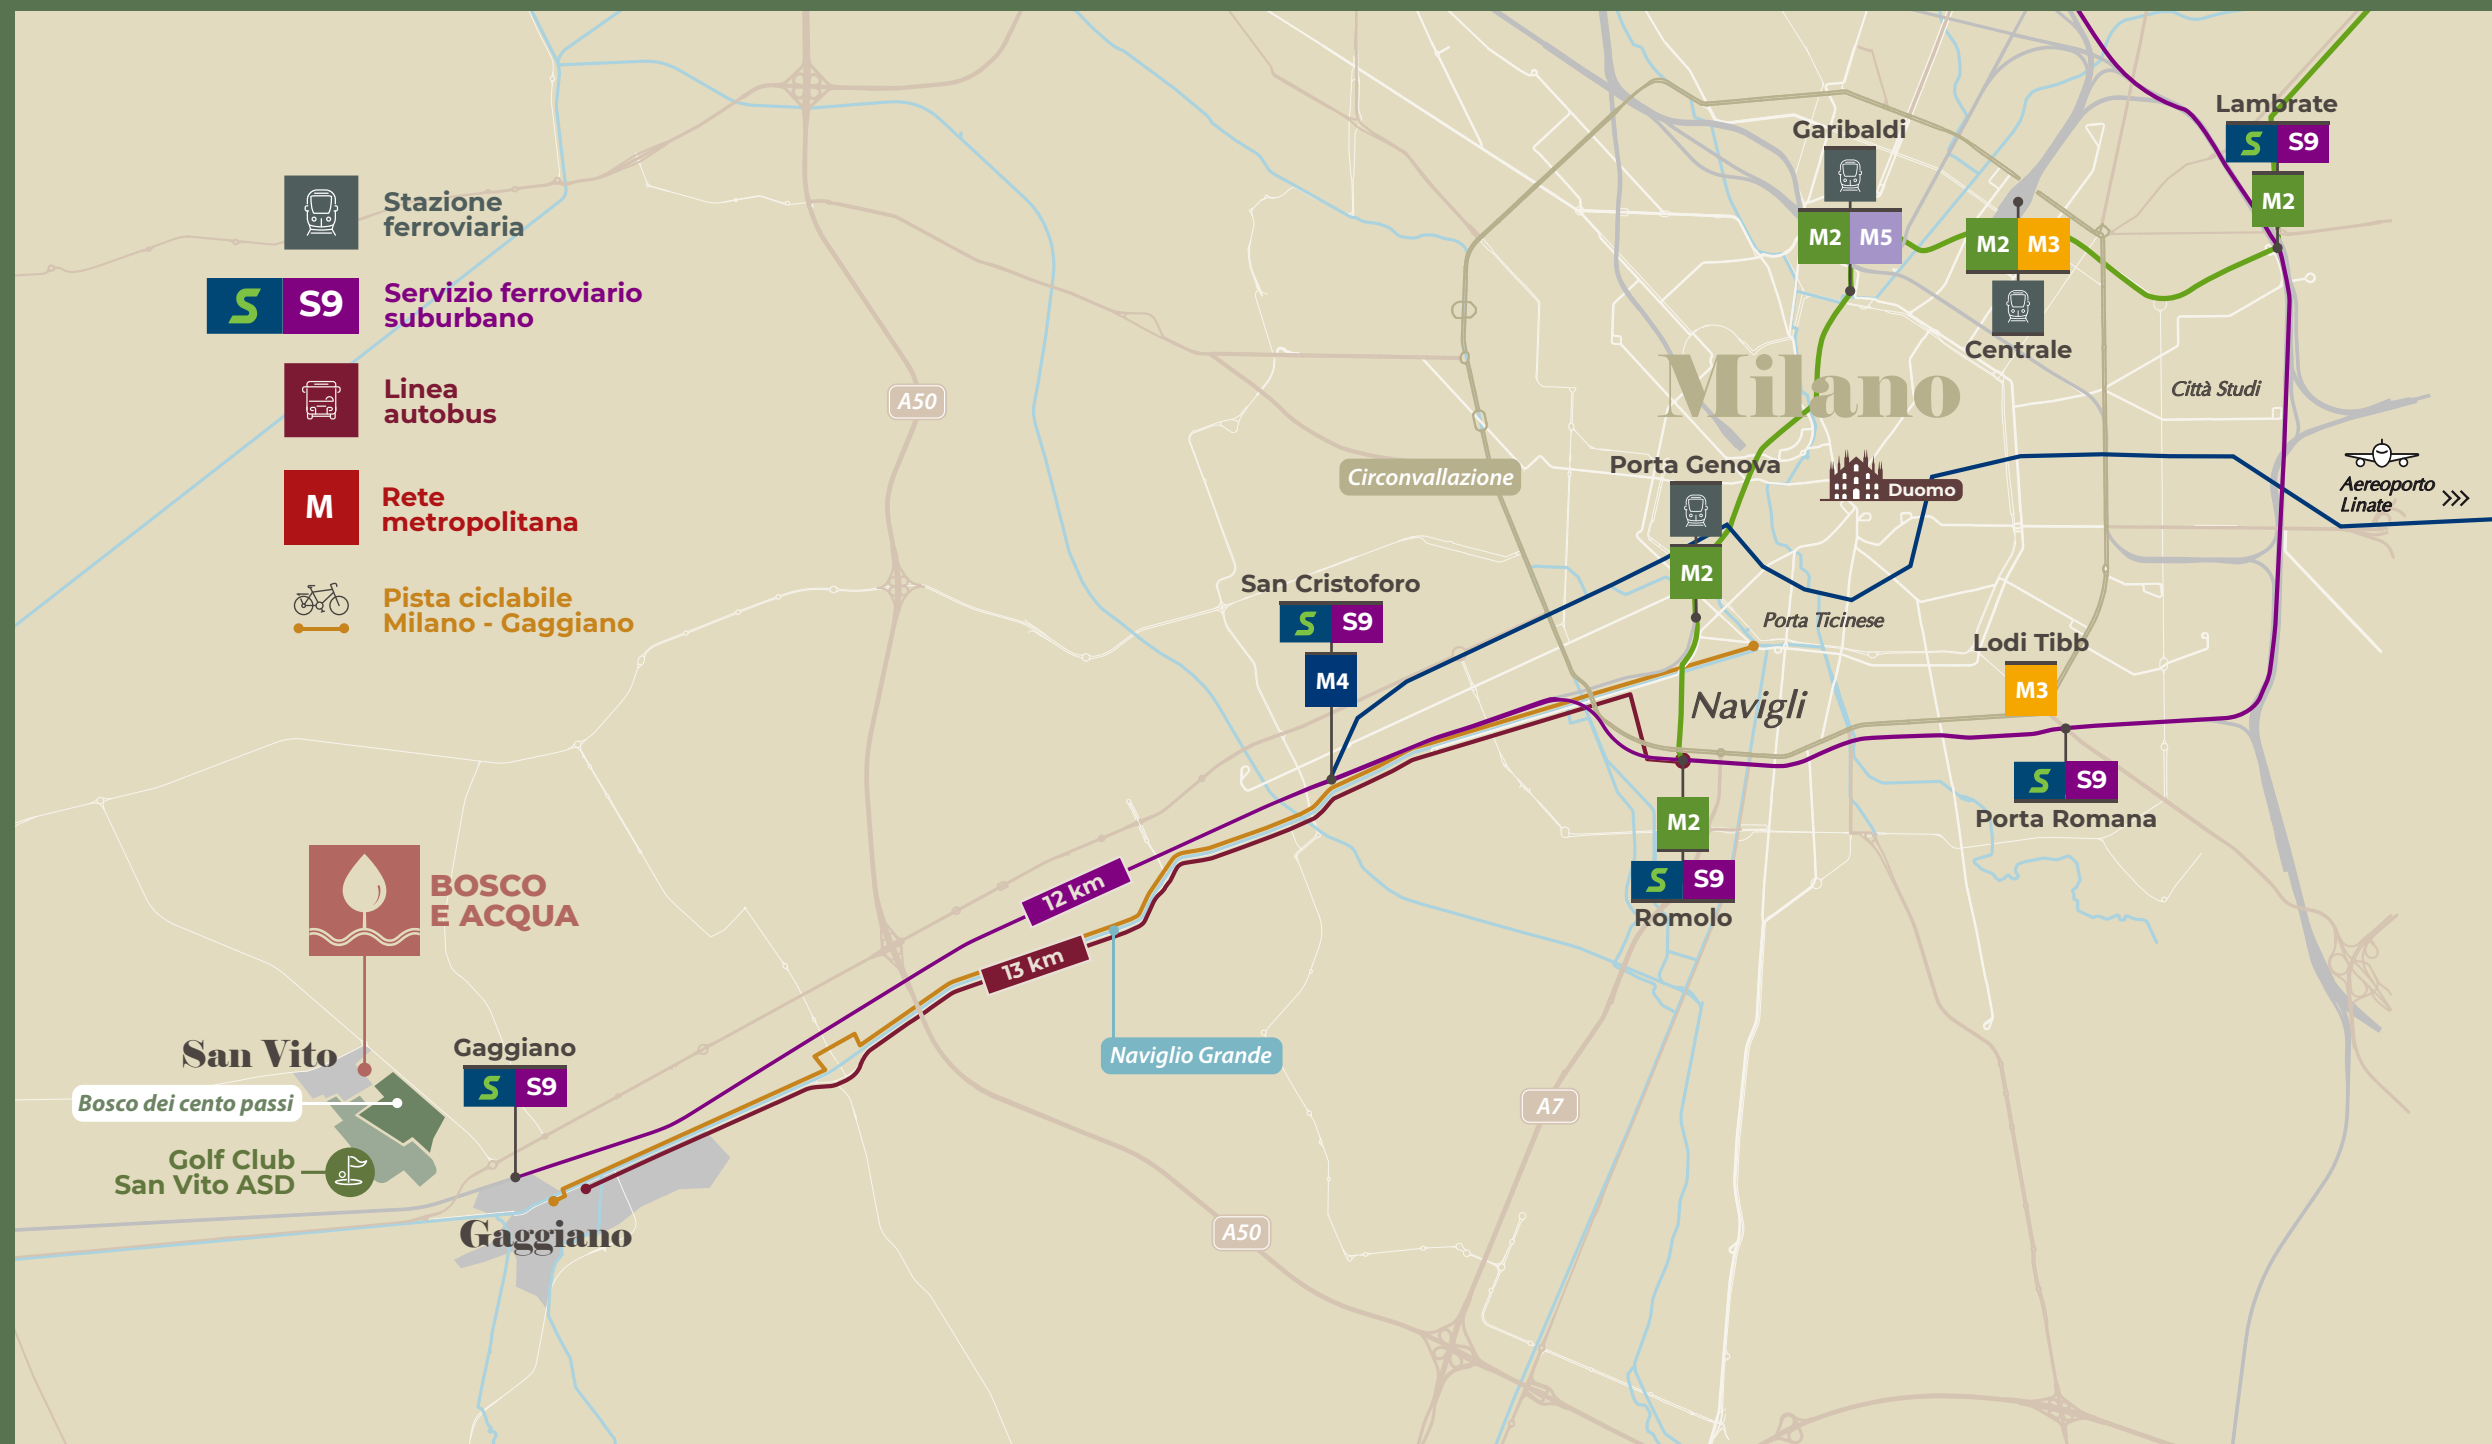 Stazione
ferroviaria
S S9
Servizio ferroviario
suburbano
Linea
autobus
M
Rete
metropolitana
Pista ciclabile
Milano - Gaggiano
A50
Circonvallazione
Garibaldi
M2 M5
M2 M3
Centrale
Lambrate
S S9
M2
Milano
Città Studi
Porta Genova
M2
Duomo
Aereoporto
Linate
San Cristoforo
S S9
M4
Porta Ticinese
Navigli
Lodi Tibb
M3
S S9
Porta Romana
M2
S S9
Romolo
12 km
13 km
Naviglio Grande
BOSCO
E ACQUA
San Vito
Bosco dei cento passi
Golf Club
San Vito ASD
Gaggiano
S S9
Gaggiano
A7
A50